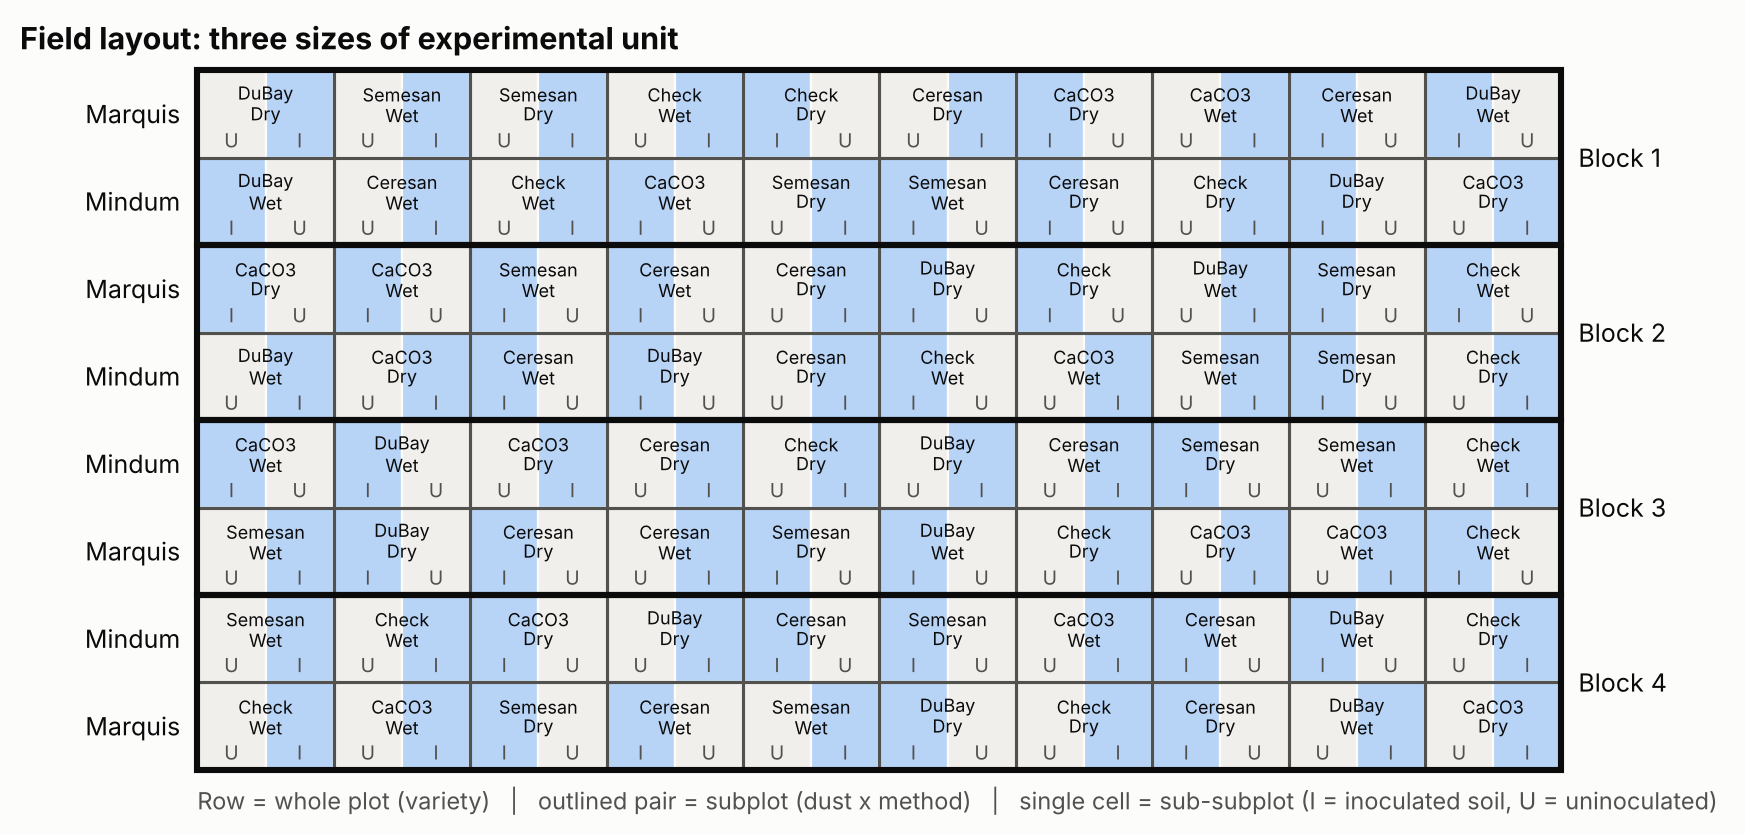 Field layout: three sizes of experimental unit
Marquis
DuBay Semesan Semesan Check Check Ceresan CaCO3 CaCO3 Ceresan DuBay
Dry Wet Dry Wet Dry Dry Dry Wet Wet Wet
U I U I U I U I I U U I I U U I I U I U
Block 1
Mindum
DuBay Ceresan Check CaCO3 Semesan Semesan Ceresan Check DuBay CaCO3
Wet Wet Wet Wet Dry Wet Dry Dry Dry Dry
I U U I U I I U U I I U I U U I I U U I
Marquis
CaCO3 CaCO3 Semesan Ceresan Ceresan DuBay Check DuBay Semesan Check
Dry Wet Wet Wet Dry Dry Dry Wet Dry Wet
I U I U I U I U U I I U I U U I I U I U
Block 2
Mindum
DuBay CaCO3 Ceresan DuBay Ceresan Check CaCO3 Semesan Semesan Check
Wet Dry Wet Dry Dry Wet Wet Wet Dry Dry
U I U I I U I U U I I U U I U I I U U I
Mindum
CaCO3 DuBay CaCO3 Ceresan Check DuBay Ceresan Semesan Semesan Check
Wet Wet Dry Dry Dry Dry Wet Dry Wet Wet
I U I U U I U I U I U I U I I U U I U I
Block 3
Marquis
Semesan DuBay Ceresan Ceresan Semesan DuBay Check CaCO3 CaCO3 Check
Wet Dry Dry Wet Dry Wet Dry Dry Wet Wet
U I I U I U U I I U I U U I U I U I I U
Mindum
Semesan Check CaCO3 DuBay Ceresan Semesan CaCO3 Ceresan DuBay Check
Wet Wet Dry Dry Dry Dry Wet Wet Wet Dry
U I U I I U U I I U I U U I I U I U U I
Block 4
Marquis
Check CaCO3 Semesan Ceresan Semesan DuBay Check Ceresan DuBay CaCO3
Wet Wet Dry Wet Wet Dry Dry Dry Wet Dry
U I U I I U I U U I I U U I I U U I U I
Row = whole plot (variety) | outlined pair = subplot (dust x method) | single cell = sub-subplot (I = inoculated soil, U = uninoculated)